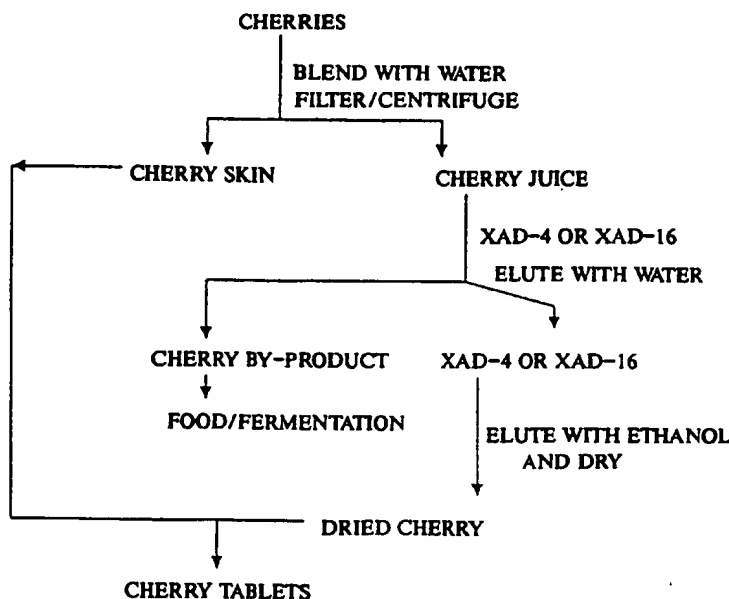 CHERRIES
BLEND WITH WATER
FILTER/CENTRIFUGE
CHERRY SKIN
CHERRY JUICE
XAD-4 OR XAD-16
ELUTE WITH WATER
CHERRY BY-PRODUCT
XAD-4 OR XAD-16
FOOD/FERMENTATION
ELUTE WITH ETHANOL
AND DRY
DRIED CHERRY
CHERRY TABLETS